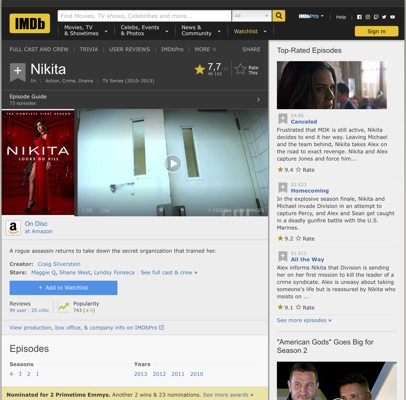 IMDb
Find Movies, TV shows, Celebrities and more...
All
Movies, TV
& Showtimes
Celebs, Events
& Photos
News &
Community
Watchlist
IMDbPro
Help
Sign in
FULL CAST AND CREW | TRIVIA | USER REVIEWS | IMDbPro | MORE
SHARE
Nikita
7,7
46 142
Rate
This
Action, Crime, Drama | TV Series (2010–2013)
Episode Guide
73 episodes
THE COMPLETE FIRST SEASON
NIKITA
LOOKS DO KILL
On Disc
at Amazon
A rogue assassin returns to take down the secret organization that trained her.
Creator: Craig Silverstein
Stars: Maggie Q, Shane West, Lyndsy Fonseca | See full cast & crew »
+ Add to Watchlist
Reviews
99 user | 25 critic
Popularity
743
View production, box office, & company info on IMDbPro
Episodes
Seasons
4 3 2 1
Years
2013 2012 2011 2010
Nominated for 2 Primetime Emmys. Another 2 wins & 23 nominations. See more awards »
Top-Rated Episodes
Canceled
Frustrated that MDK is still active, Nikita
decides to end it her way. Leaving Michael
and the team behind, Nikita takes Alex
on the road to exact revenge. Nikita and Alex
capture Jones and force him...
9.4 Rate
Homecoming
In the explosive season finale, Nikita and
Michael invade Division in an attempt to
capture Percy, and Alex and Sean get caught
in a deadly gunfire battle with the U.S.
Marines.
9.2 Rate
All the Way
Alex informs Nikita that Division is sending
her on her first mission to kill the leader of a
crime syndicate. Alex is uneasy about taking
someone's life but is reassured by Nikita who
insists on ...
9.1 Rate
See more episodes »
"American Gods" Goes Big for
Season 2